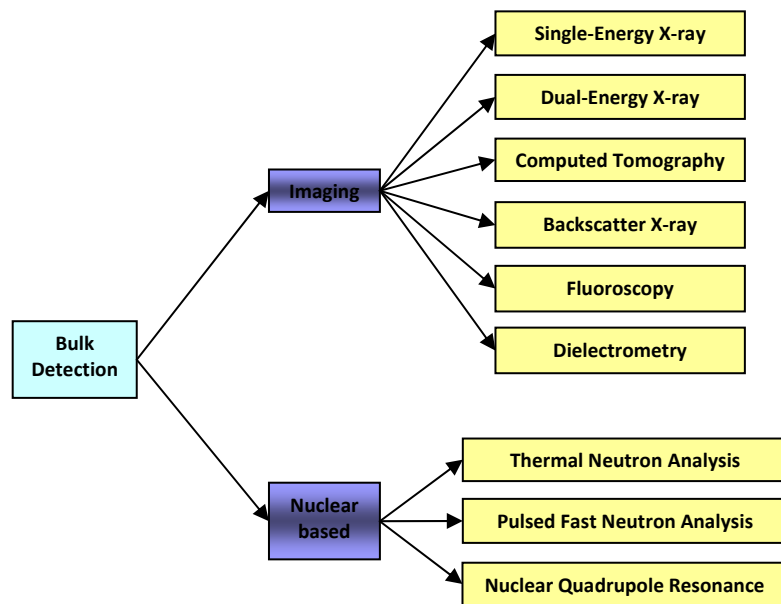 Single-Energy X-ray
Dual-Energy X-ray
Computed Tomography
Imaging
Backscatter X-ray
Fluoroscopy
Bulk
Detection
Dielectrometry
Thermal Neutron Analysis
Nuclear
based
Pulsed Fast Neutron Analysis
Nuclear Quadrupole Resonance